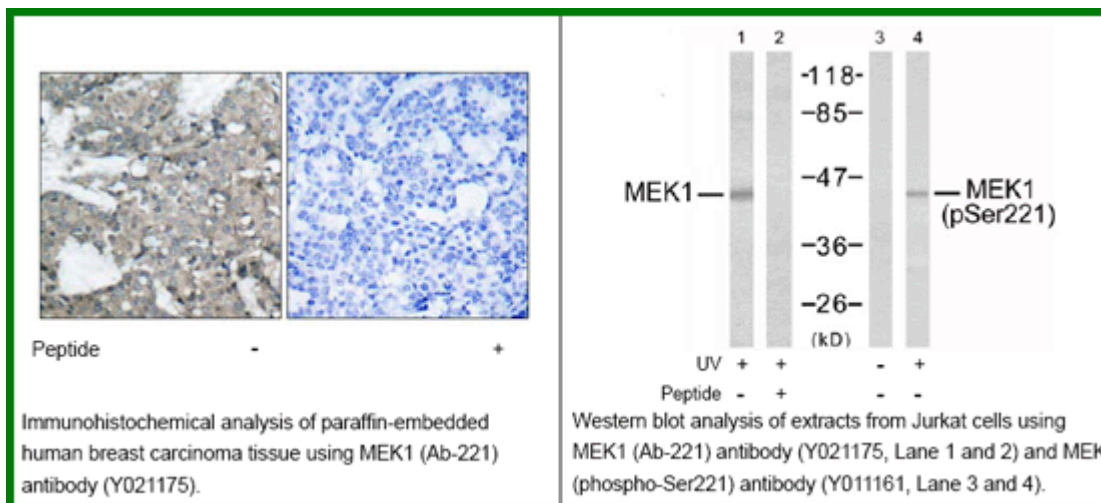 Peptide - +
Immunohistochemical analysis of paraffin-embedded
human breast carcinoma tissue using MEK1 (Ab-221)
antibody (Y021175).
1 2 3 4
-118-
-85-
-47-
MEK1
MEK1
(pSer221)
-36-
-26-
(kD)
UV + + - +
Peptide - + - -
Western blot analysis of extracts from Jurkat cells using
MEK1 (Ab-221) antibody (Y021175, Lane 1 and 2) and MEK
(phospho-Ser221) antibody (Y011161, Lane 3 and 4).